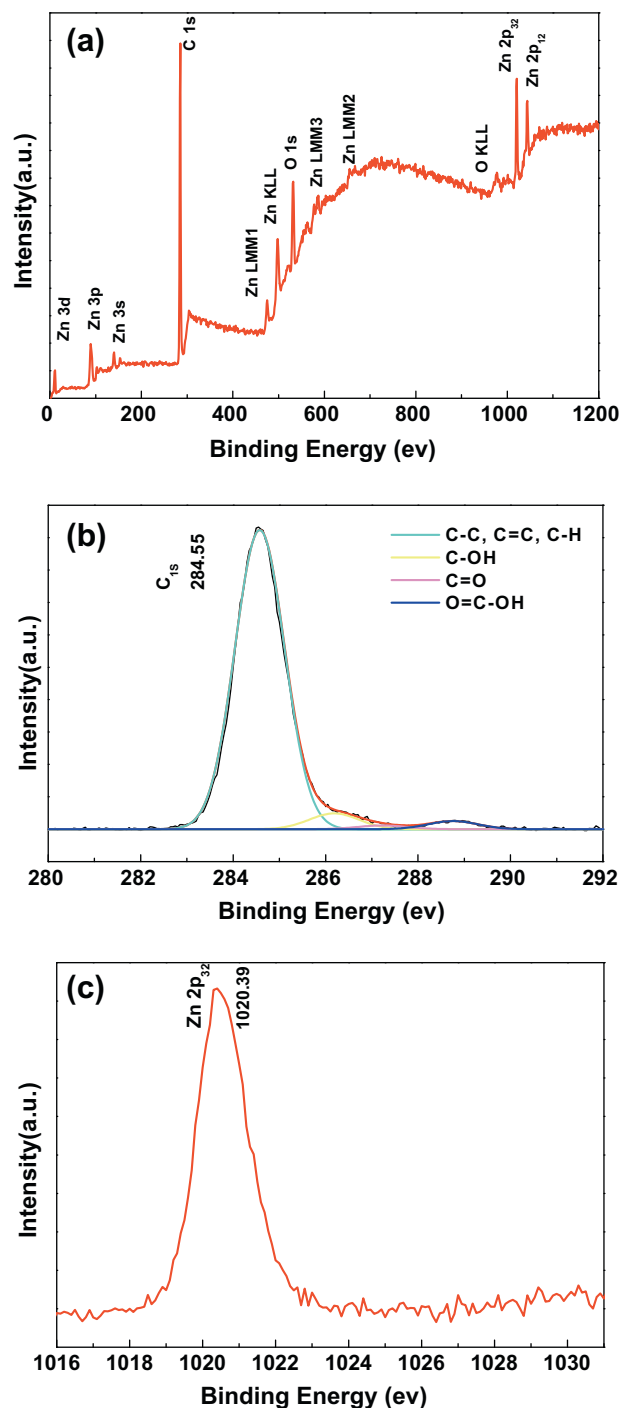 (a)
C 1s
Zn 2p32
Zn 2p12
O KLL
Zn LMM2
Zn LMM3
O 1s
Zn KLL
Zn LMM1
Zn 3s
Zn 3p
Zn 3d
Intensity(a.u.)
0 200 400 600 800 1000 1200
Binding Energy (ev)
(b)
C1S
284.55
C-C, C=C, C-H
C-OH
C=O
O=C-OH
Intensity(a.u.)
280 282 284 286 288 290 292
Binding Energy (ev)
(c)
Zn 2p32
1020.39
Intensity(a.u.)
1016 1018 1020 1022 1024 1026 1028 1030
Binding Energy (ev)